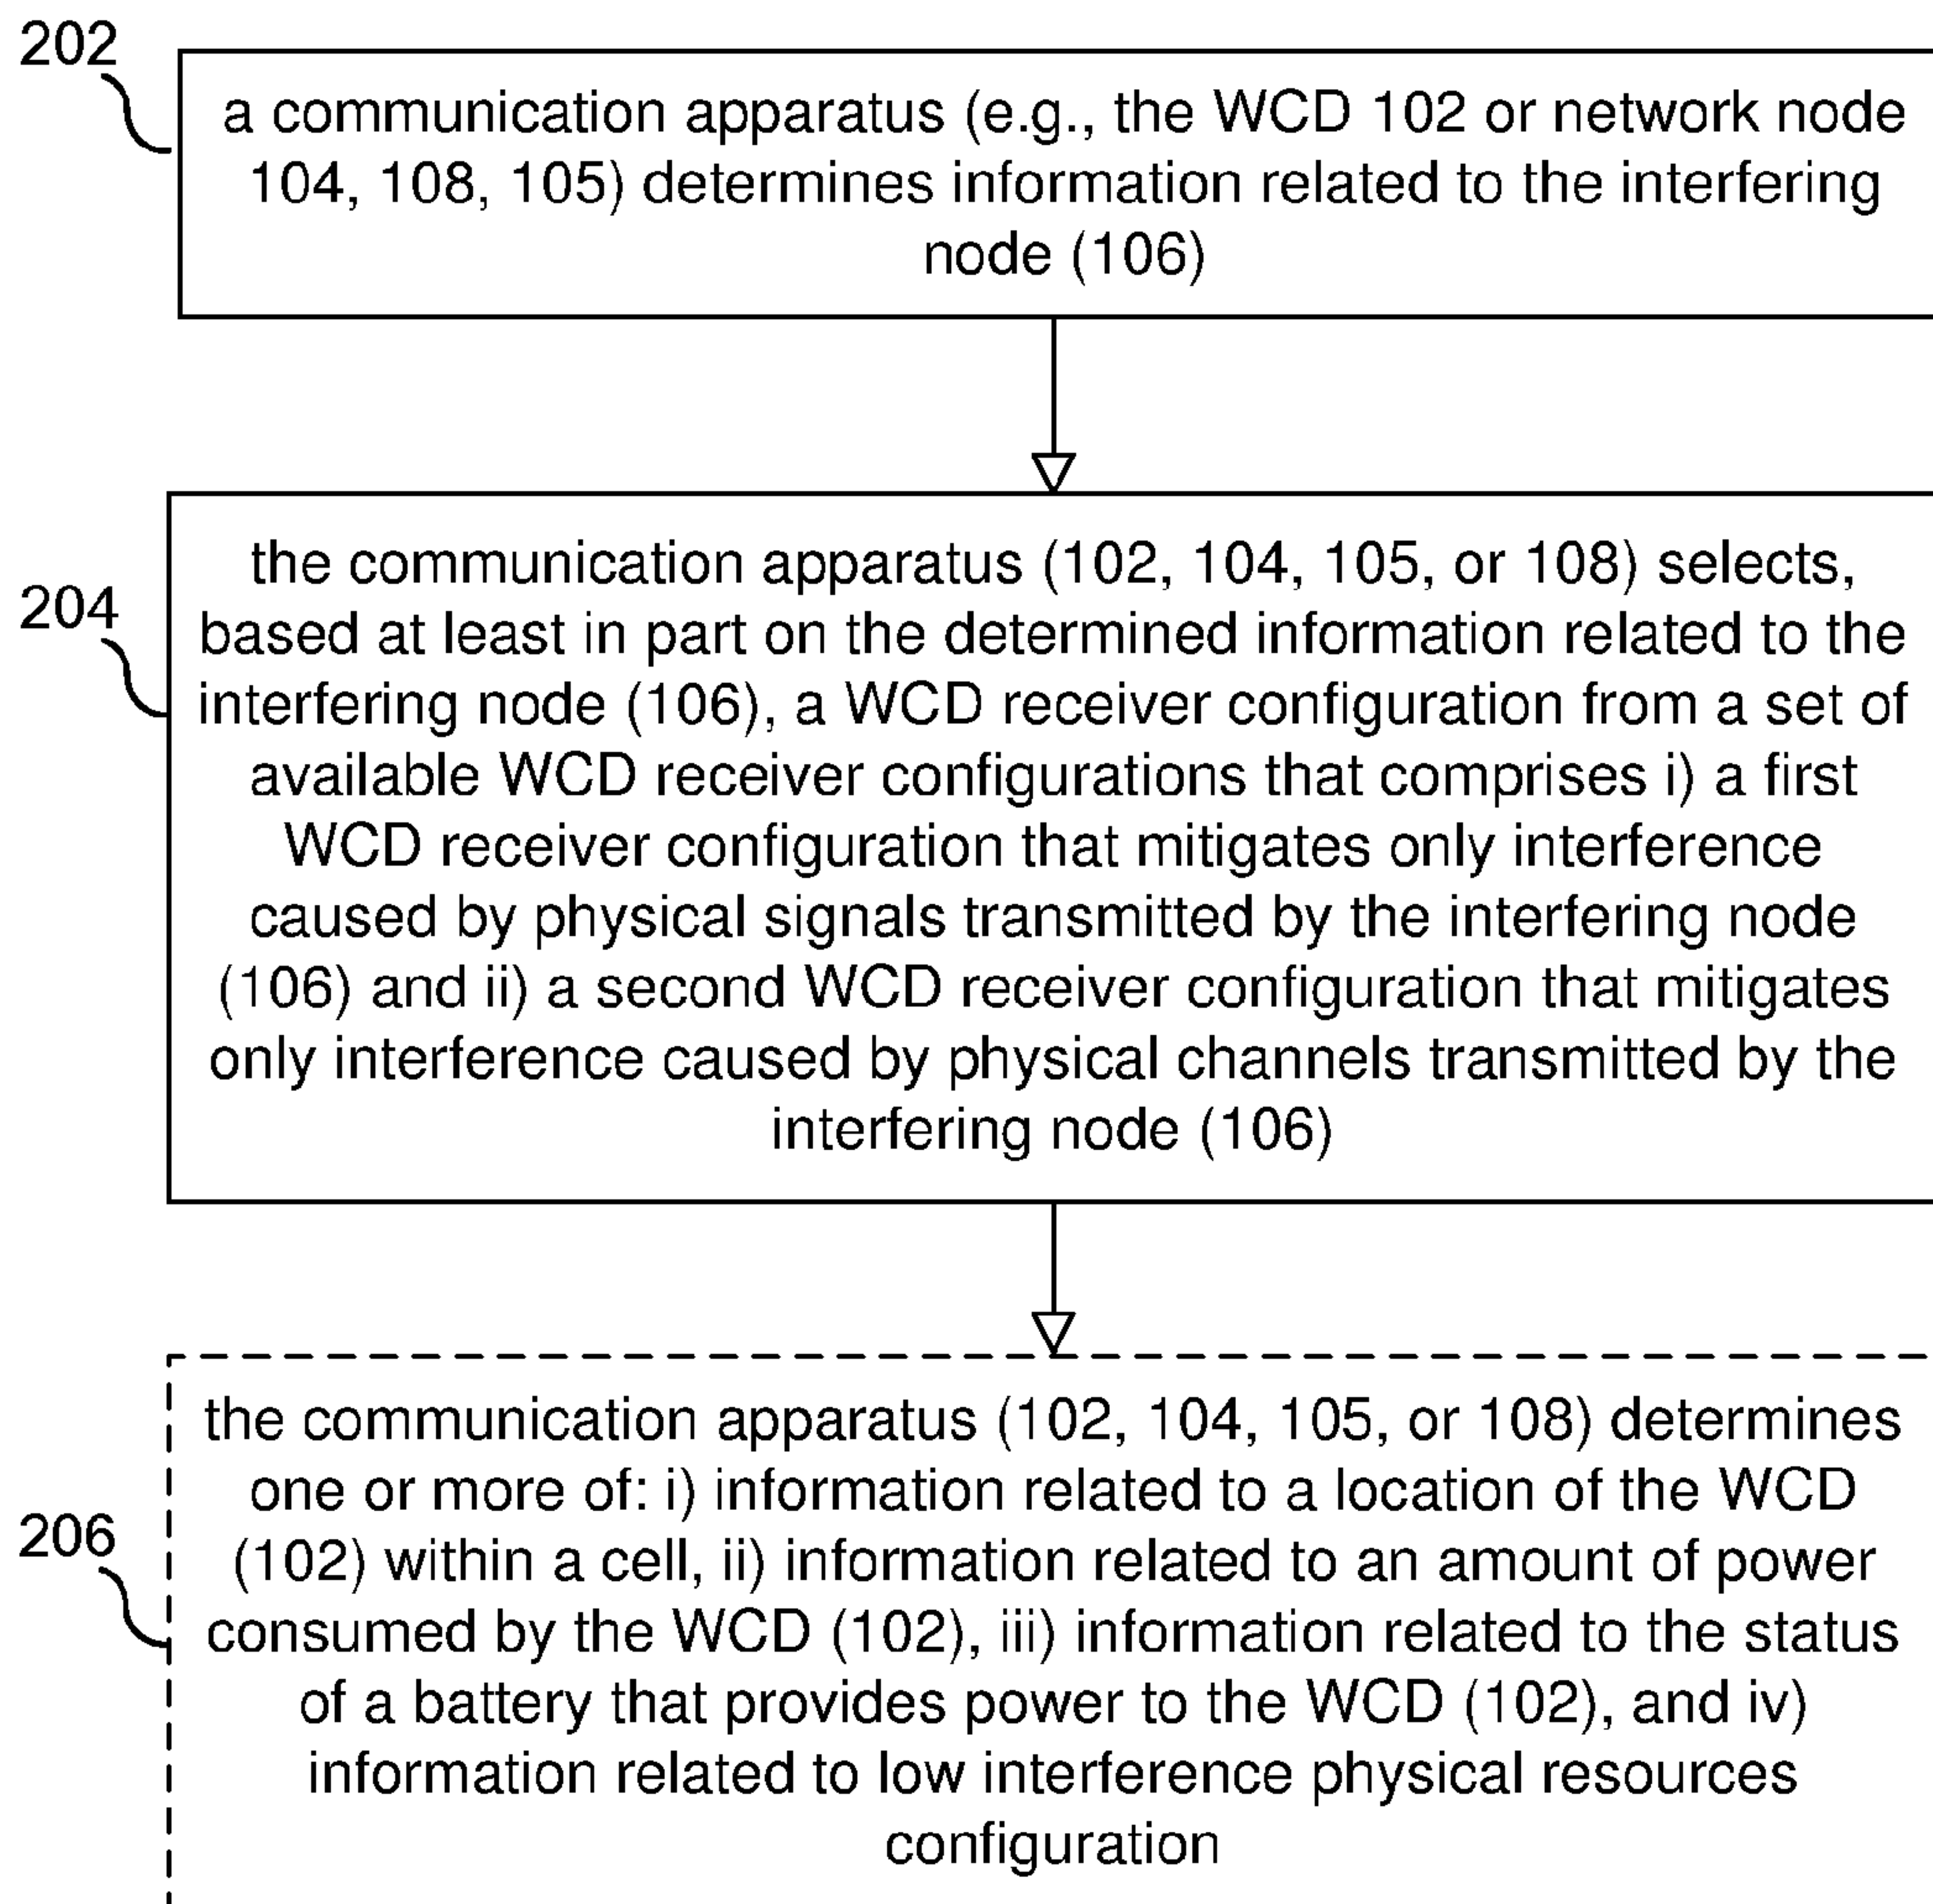 202
a communication apparatus (e.g., the WCD 102 or network node
104, 108, 105) determines information related to the interfering
node (106)
204
the communication apparatus (102, 104, 105, or 108) selects,
based at least in part on the determined information related to the
interfering node (106), a WCD receiver configuration from a set of
available WCD receiver configurations that comprises i) a first
WCD receiver configuration that mitigates only interference
caused by physical signals transmitted by the interfering node
(106) and ii) a second WCD receiver configuration that mitigates
only interference caused by physical channels transmitted by the
interfering node (106)
206
the communication apparatus (102, 104, 105, or 108) determines
one or more of: i) information related to a location of the WCD
(102) within a cell, ii) information related to an amount of power
consumed by the WCD (102), iii) information related to the status
of a battery that provides power to the WCD (102), and iv)
information related to low interference physical resources
configuration